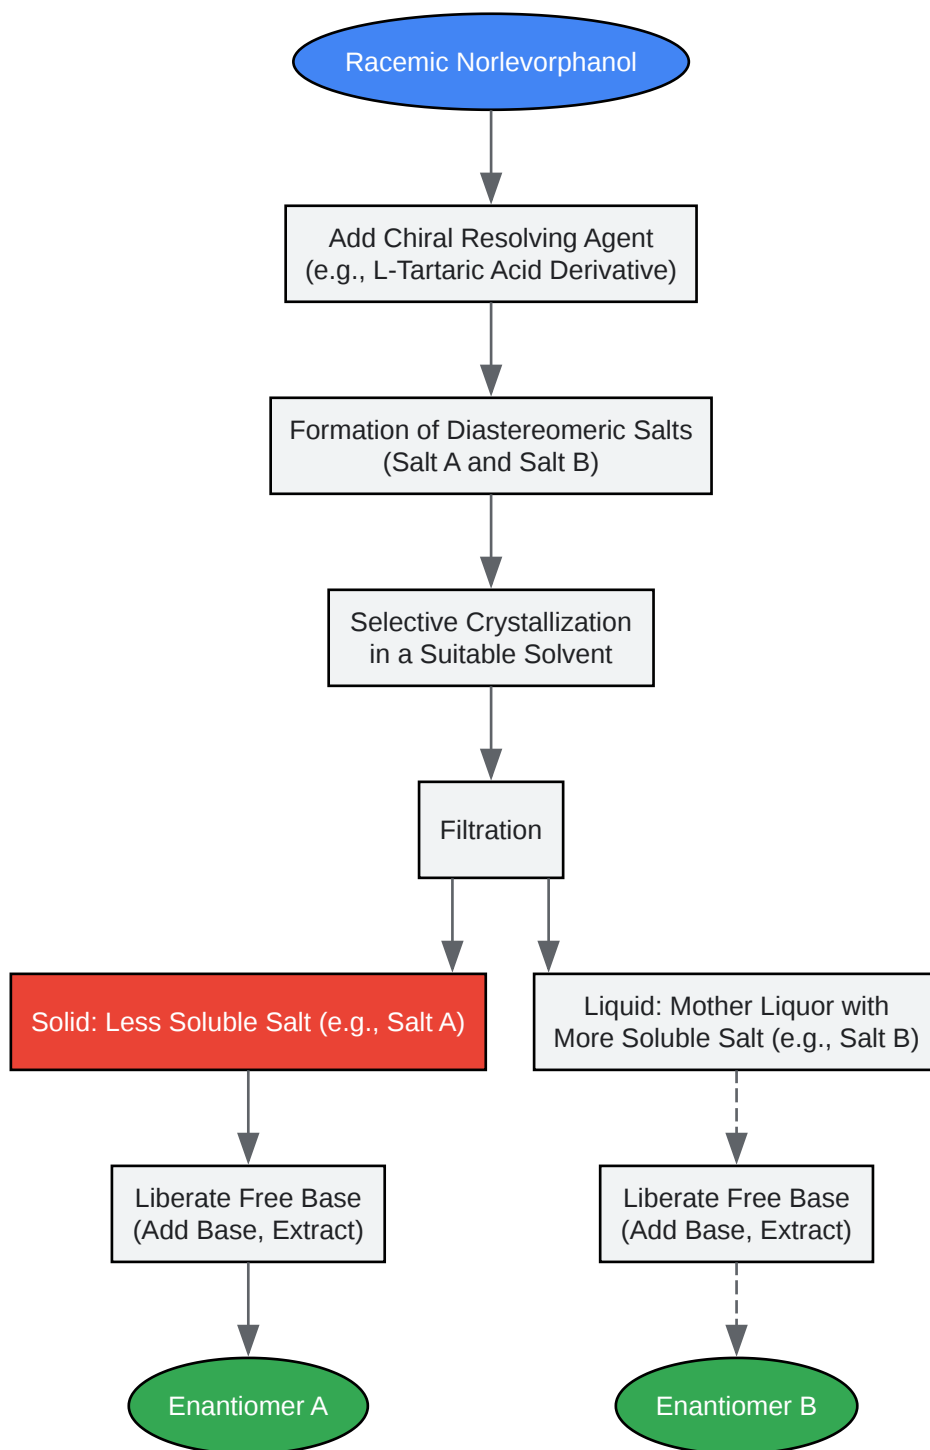 Racemic Norlevorphanol
Add Chiral Resolving Agent
(e.g., L-Tartaric Acid Derivative)
Formation of Diastereomeric Salts
(Salt A and Salt B)
Selective Crystallization
in a Suitable Solvent
Filtration
Solid: Less Soluble Salt (e.g., Salt A)
Liquid: Mother Liquor with
More Soluble Salt (e.g., Salt B)
Liberate Free Base
(Add Base, Extract)
Liberate Free Base
(Add Base, Extract)
Enantiomer A
Enantiomer B